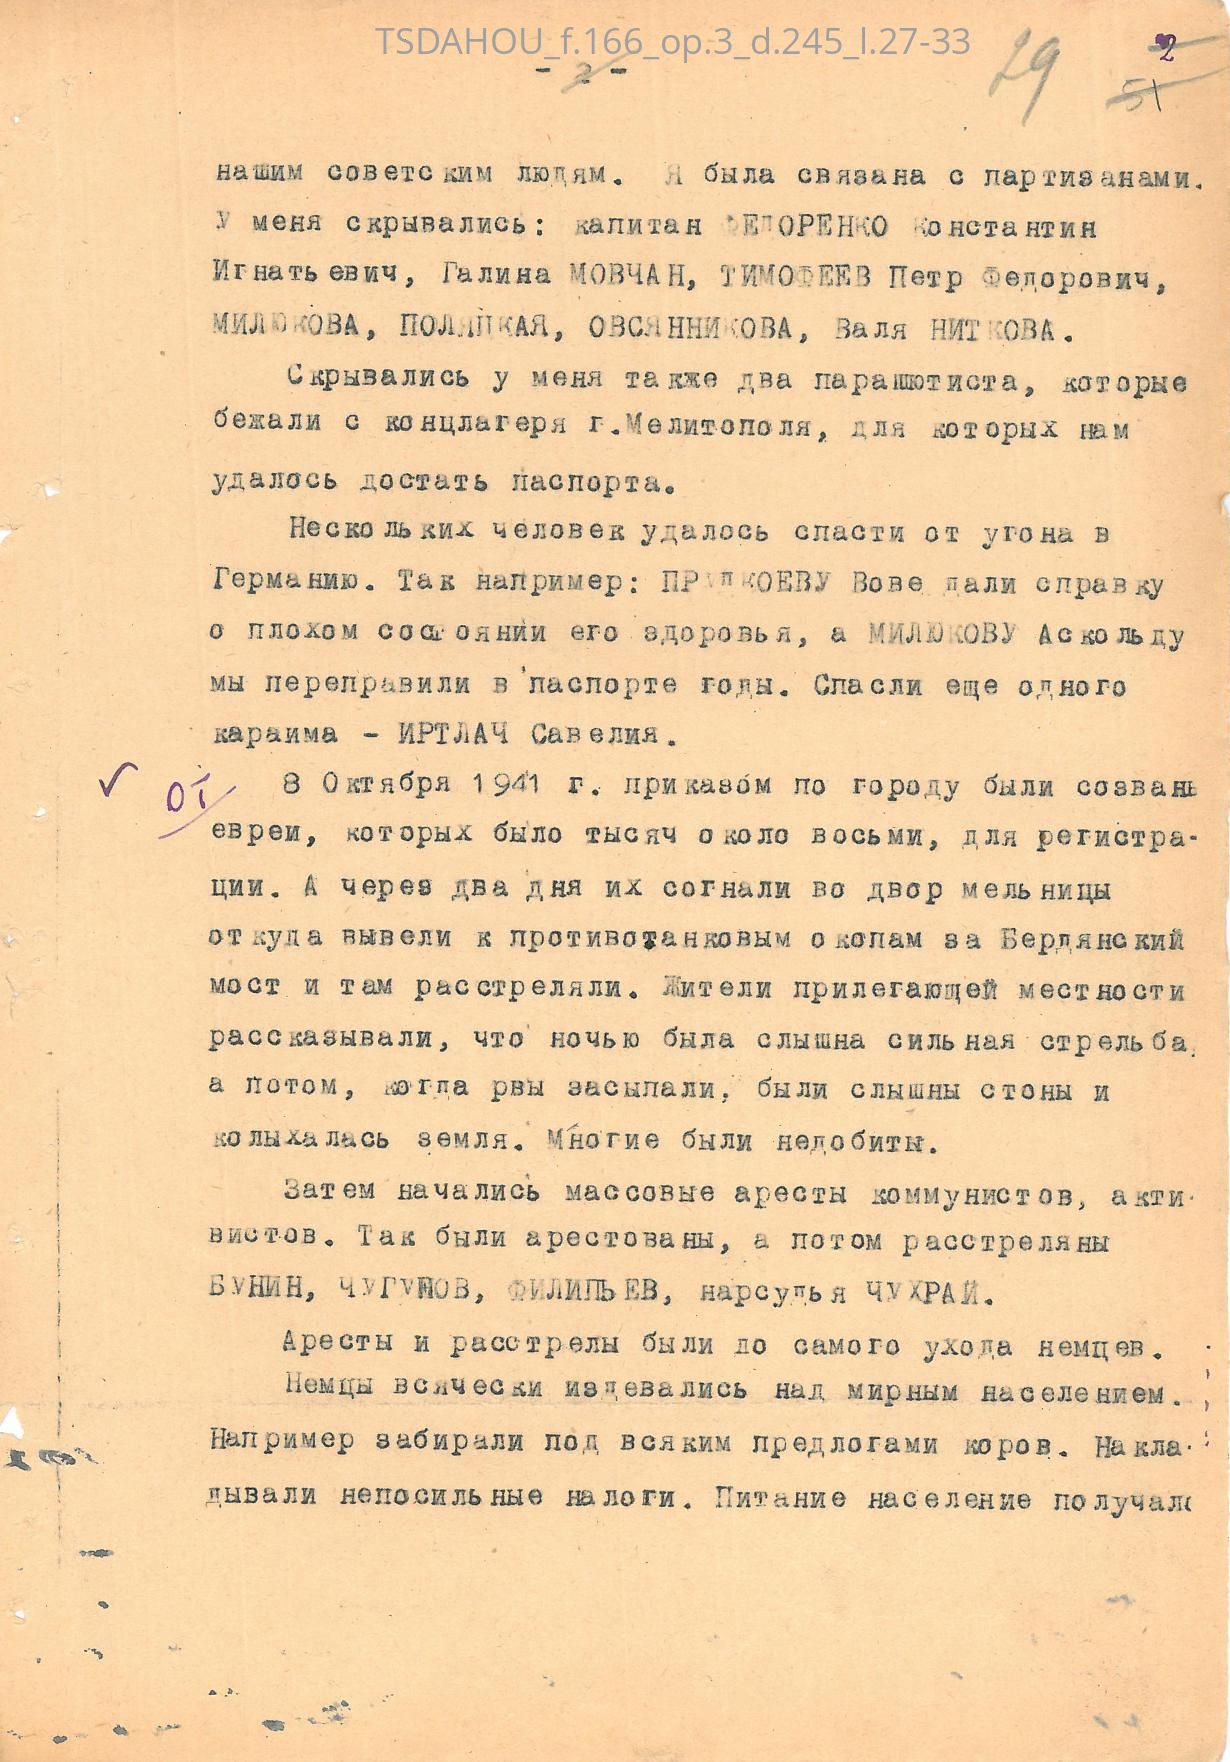 TSDAHOU_f.166_op.3_d.245_l.27-33
- 2 -
29
2
51
нашим советским людям. Я была связана с партизанами.
У меня скрывались: капитан ФЕДОРЕНКО Константин
Игнатьевич, Галина МОВЧАН, ТИМОФЕЕВ Петр Федорович,
МИЛЮКОВА, ПОЛЯЦКАЯ, ОВСЯННИКОВА, Валя НИТКОВА.
Скрывались у меня также два парашютиста, которые
бежали с концлагеря г.Мелитополя, для которых нам
удалось достать паспорта.
Нескольких человек удалось спасти от угона в
Германию. Так например: Вове дали справку
о плохом состоянии его здоровья, а МИЛЮКОВУ Аскольду
мы переправили в паспорте годы. Спасли еще одного
караима - ИРТЛАЧ Савелия.
✓ ОТ
8 Октября 1941 г. приказом по городу были созваны
евреи, которых было тысяч около восьми, для регистра-
ции. А через два дня их согнали во двор мельницы
откуда вывели к противотанковым окопам за Бердянский
мост и там расстреляли. Жители прилегающей местности
рассказывали, что ночью была слышна сильная стрельба,
а потом, когда рвы засыпали, были слышны стоны и
колыхалась земля. Многие были недобиты.
Затем начались массовые аресты коммунистов, акти-
вистов. Так были арестованы, а потом расстреляны
БУНИН, ЧУГУНОВ, ФИЛИПЬЕВ, нарсудья ЧУХРАЙ.
Аресты и расстрелы были до самого ухода немцев.
Немцы всячески издевались над мирным населением.
Например забирали под всяким предлогами коров. Накла-
дывали непосильные налоги. Питание население получало